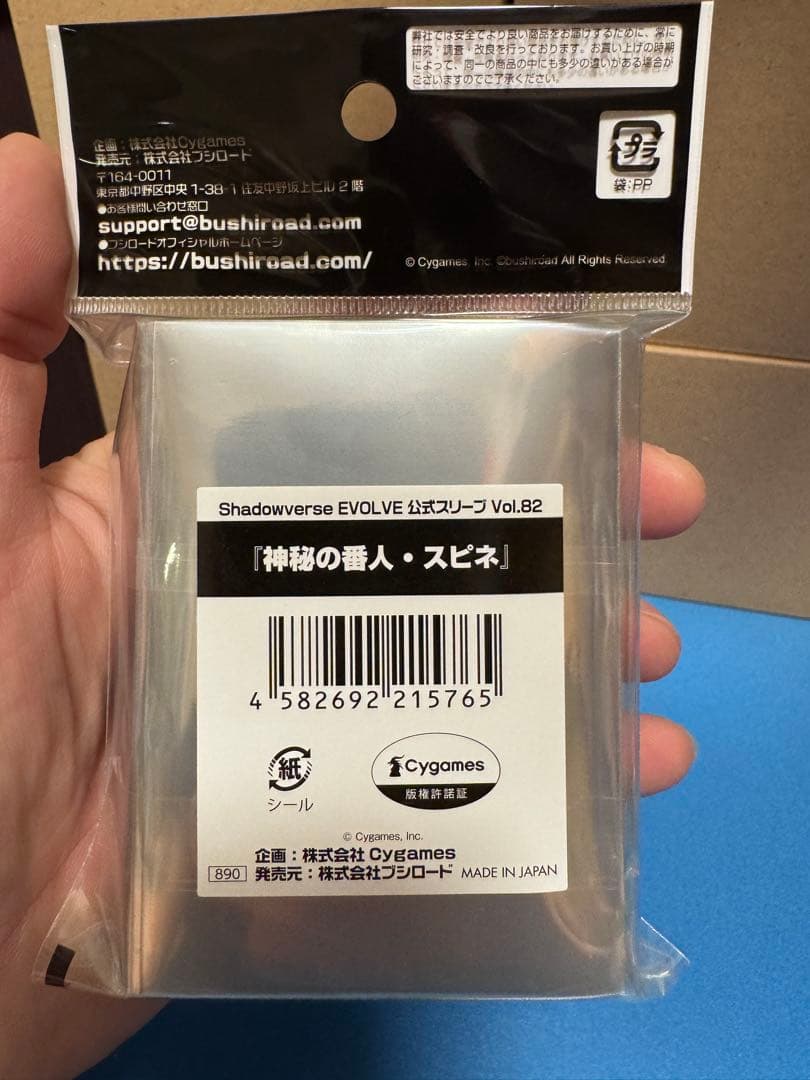 弊社では安全でより良い商品をお届けするために、常に
研究・調査・改良を行っております。お買い上げの時期
によって、同一の商品の中にも多少の違いがある場合が
ございますのでご了承ください。
プラ
袋:PP
企画:株式会社Cygames
発売元:株式会社ブシロード
〒164-0011
東京都中野区中央 1-38-1 住友中野坂上ビル 2 階
●お客様問い合わせ窓口
support@bushiroad.com
●ブシロードオフィシャルホームページ
https://bushiroad.com/
© Cygames, Inc. ©bushiroad All Rights Reserved.
Shadowverse EVOLVE 公式スリーブ Vol.82
『神秘の番人・スピネ』
4 582692 215765
紙
シール
Cygames
版権許諾証
© Cygames, Inc.
企画:株式会社 Cygames
890 発売元:株式会社ブシロード MADE IN JAPAN